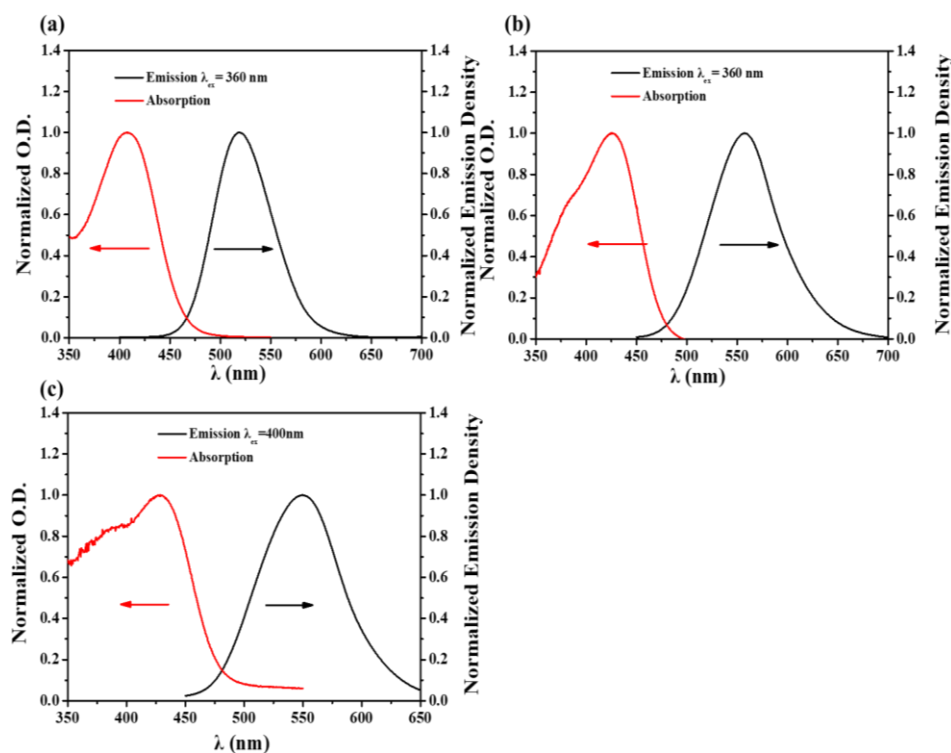 (a)
1.4
1.2
1.0
0.8
0.6
0.4
0.2
0.0
Normalized O.D.
Emission λex= 360 nm
Absorption
1.4
1.2
1.0
0.8
0.6
0.4
0.2
0.0
Normalized Emission Density
350 400 450 500 550 600 650 700
λ (nm)
(b)
1.4
1.2
1.0
0.8
0.6
0.4
0.2
0.0
Normalized O.D.
Emission λex= 360 nm
Absorption
1.4
1.2
1.0
0.8
0.6
0.4
0.2
0.0
Normalized Emission Density
350 400 450 500 550 600 650 700
λ (nm)
(c)
1.4
1.2
1.0
0.8
0.6
0.4
0.2
0.0
Normalized O.D.
Emission λex=400nm
Absorption
1.4
1.2
1.0
0.8
0.6
0.4
0.2
0.0
Normalized Emission Density
350 400 450 500 550 600 650
λ (nm)